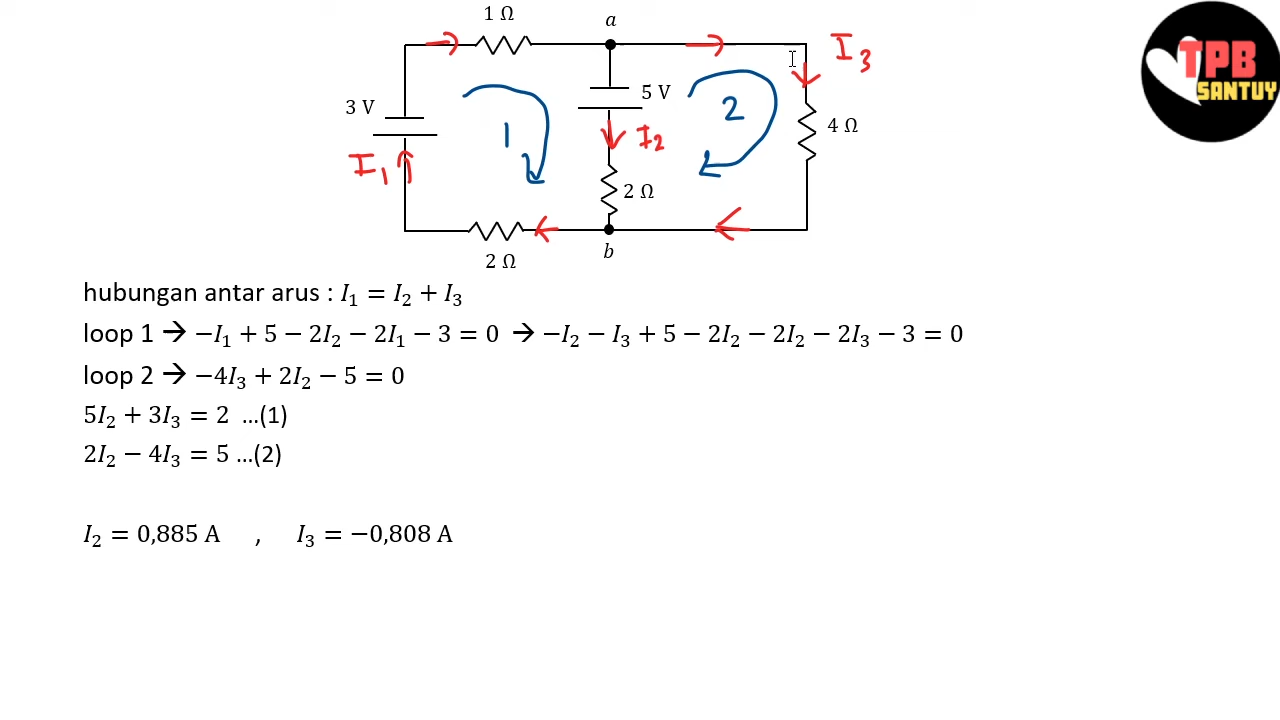 1 Ω
a
I₃
TPB
SANTUY
3 V
5 V
2
4 Ω
1
I₂
I₁
2 Ω
2 Ω
b
hubungan antar arus : I₁ = I₂ + I₃
loop 1 → −I₁ + 5 − 2I₂ − 2I₁ − 3 = 0 → −I₂ − I₃ + 5 − 2I₂ − 2I₂ − 2I₃ − 3 = 0
loop 2 → −4I₃ + 2I₂ − 5 = 0
5I₂ + 3I₃ = 2 ...(1)
2I₂ − 4I₃ = 5 ...(2)
I₂ = 0,885 A , I₃ = −0,808 A